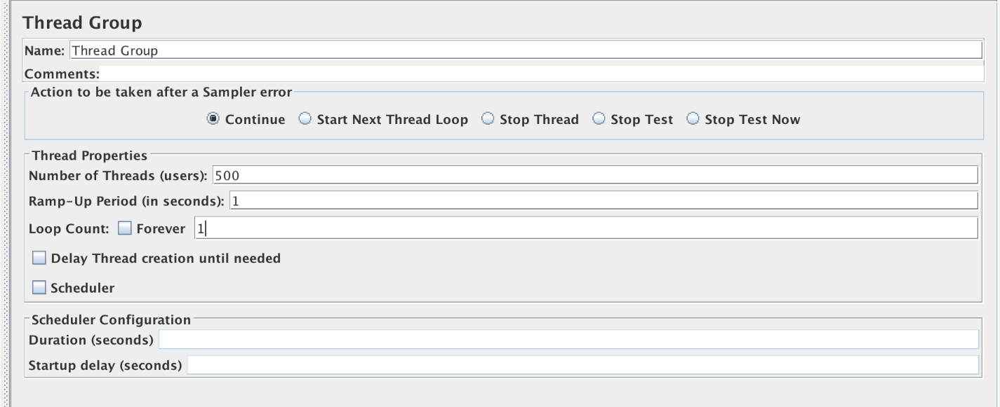 Thread Group
Name: Thread Group
Comments:
Action to be taken after a Sampler error
Continue Start Next Thread Loop Stop Thread Stop Test Stop Test Now
Thread Properties
Number of Threads (users): 500
Ramp-Up Period (in seconds): 1
Loop Count: Forever 1
Delay Thread creation until needed
Scheduler
Scheduler Configuration
Duration (seconds)
Startup delay (seconds)